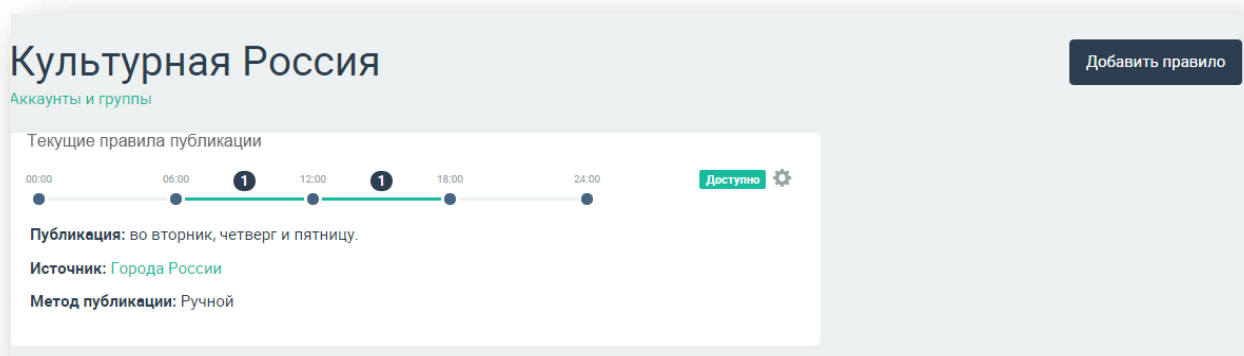 Культурная Россия
Добавить правило
Аккаунты и группы
Текущие правила публикации
00:00 06:00 1 12:00 1 18:00 24:00 Доступно
Публикация: во вторник, четверг и пятницу.
Источник: Города России
Метод публикации: Ручной